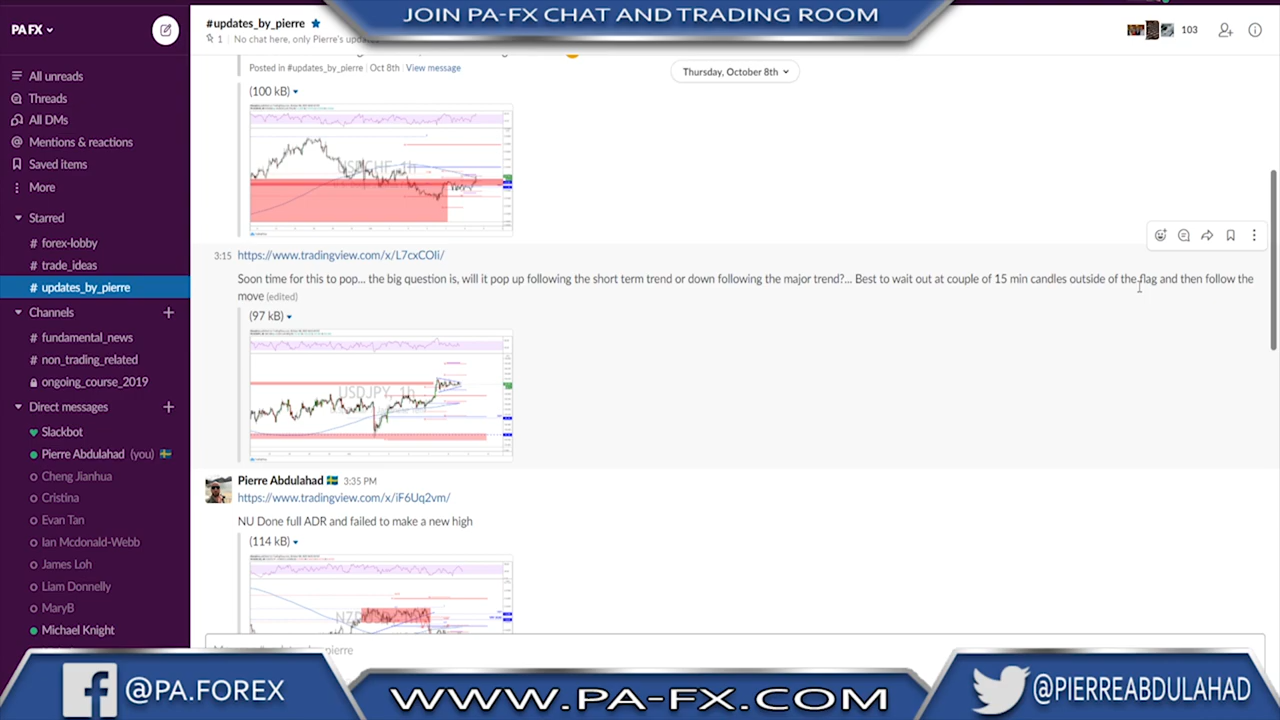 JOIN PA-FX CHAT AND TRADING ROOM
PA FX
#updates_by_pierre
1 | No chat here, only Pierre's
103
All unreads
Threads
All DMs
Mentions & reactions
Saved items
More
Starred
# forex-lobby
# trade_ideas
# updates_by_pierre
Channels
# fundamental_news
# non_trading_related
ongoing_course_2019
Direct messages
Slackbot
Pierre Abdulahad (you)
Cheng Jianhua
Cristina
Evan Tan
Ian Mcdonald-Webb
James Loh
Liam Donnelly
MaryB
Michael Knight
Posted in #updates_by_pierre | Oct 8th | View message
Thursday, October 8th
(100 kB)
USDCHF, 1h
3:15 https://www.tradingview.com/x/L7cxCOIi/
Soon time for this to pop... the big question is, will it pop up following the short term trend or down following the major trend?... Best to wait out at couple of 15 min candles outside of the flag and then follow the
move (edited)
(97 kB)
USDJPY, 1h
Pierre Abdulahad 3:35 PM
https://www.tradingview.com/x/iF6Uq2vm/
NU Done full ADR and failed to make a new high
(114 kB)
@PA.FOREX
WWW.PA-FX.COM
@PIERREABDULAHAD